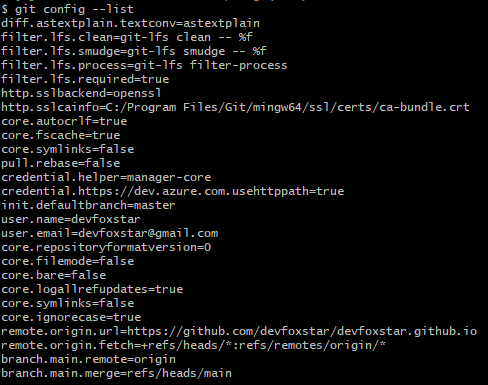 $ git config --list
diff.astextplain.textconv=astextplain
filter.lfs.clean=git-lfs clean -- %f
filter.lfs.smudge=git-lfs smudge -- %f
filter.lfs.process=git-lfs filter-process
filter.lfs.required=true
http.sslbackend=openssl
http.sslcainfo=C:/Program Files/Git/mingw64/ssl/certs/ca-bundle.crt
core.autocrlf=true
core.fscache=true
core.symlinks=false
pull.rebase=false
credential.helper=manager-core
credential.https://dev.azure.com.usehttppath=true
init.defaultbranch=master
user.name=devfoxstar
user.email=devfoxstar@gmail.com
core.repositoryformatversion=0
core.filemode=false
core.bare=false
core.logallrefupdates=true
core.symlinks=false
core.ignorecase=true
remote.origin.url=https://github.com/devfoxstar/devfoxstar.github.io
remote.origin.fetch=+refs/heads/*:refs/remotes/origin/*
branch.main.remote=origin
branch.main.merge=refs/heads/main